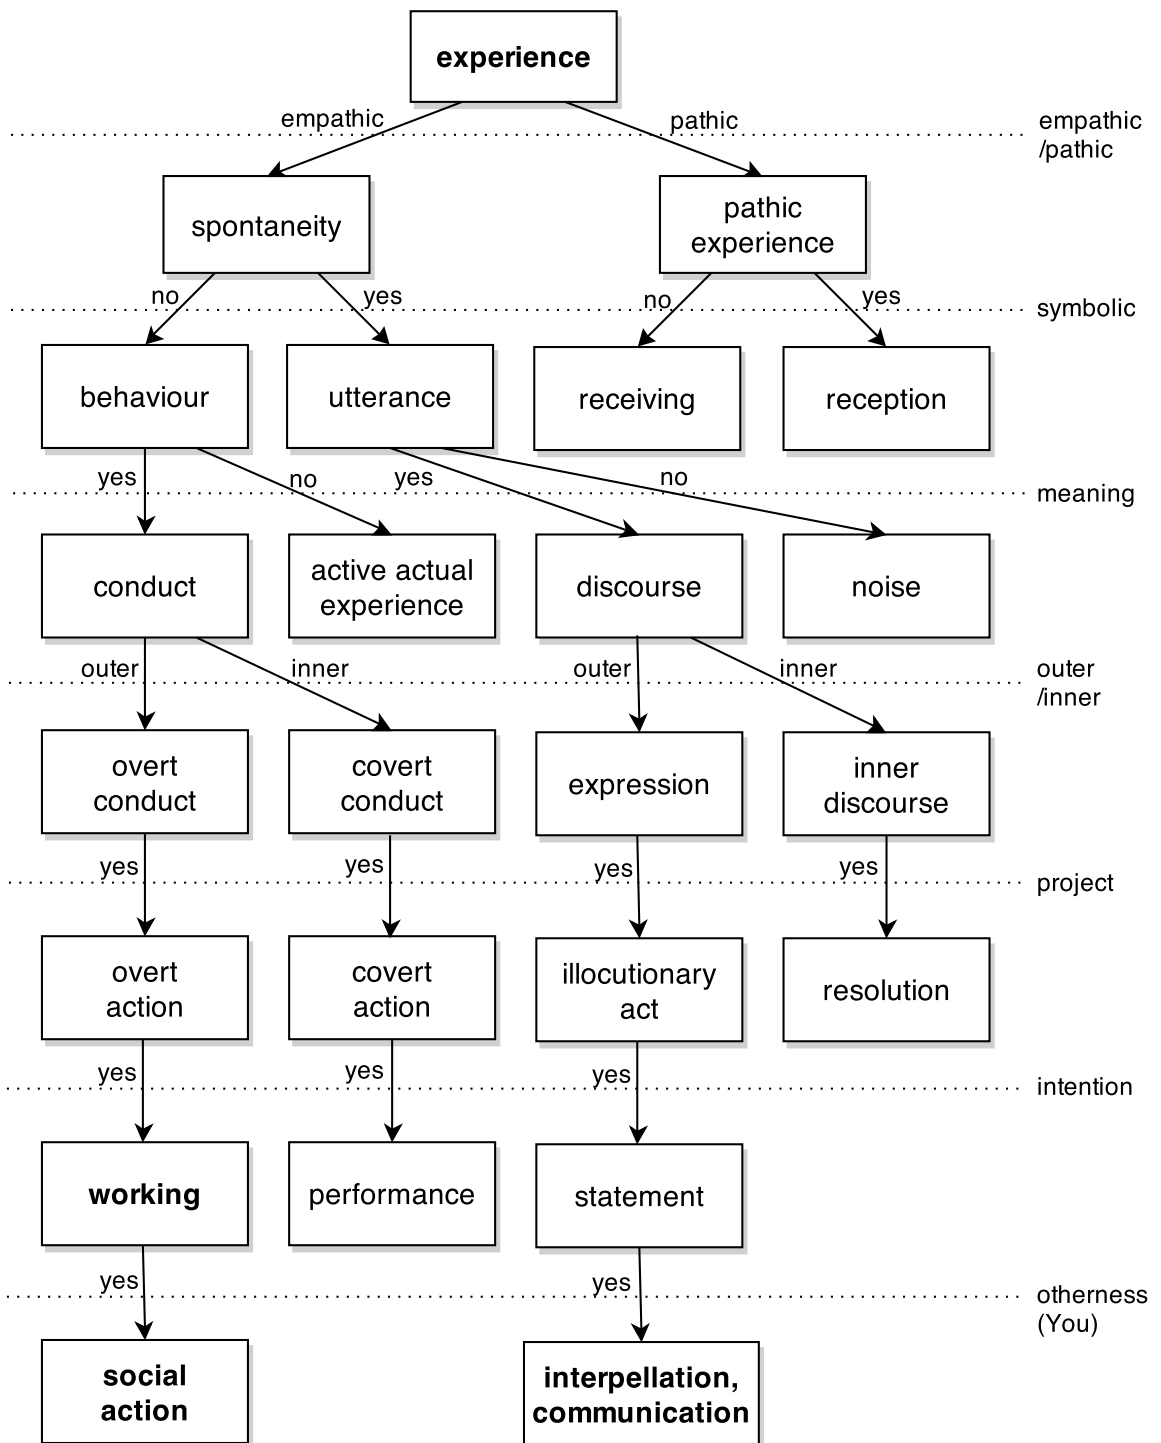 experience
empathic
pathic
empathic
/pathic
spontaneity
pathic
experience
no
yes
no
yes
symbolic
behaviour
utterance
receiving
reception
yes
no
yes
no
meaning
conduct
active actual
experience
discourse
noise
outer
inner
outer
inner
outer
/inner
overt
conduct
covert
conduct
expression
inner
discourse
yes
yes
yes
yes
project
overt
action
covert
action
illocutionary
act
resolution
yes
yes
yes
intention
working
performance
statement
yes
yes
otherness
(You)
social
action
interpellation,
communication